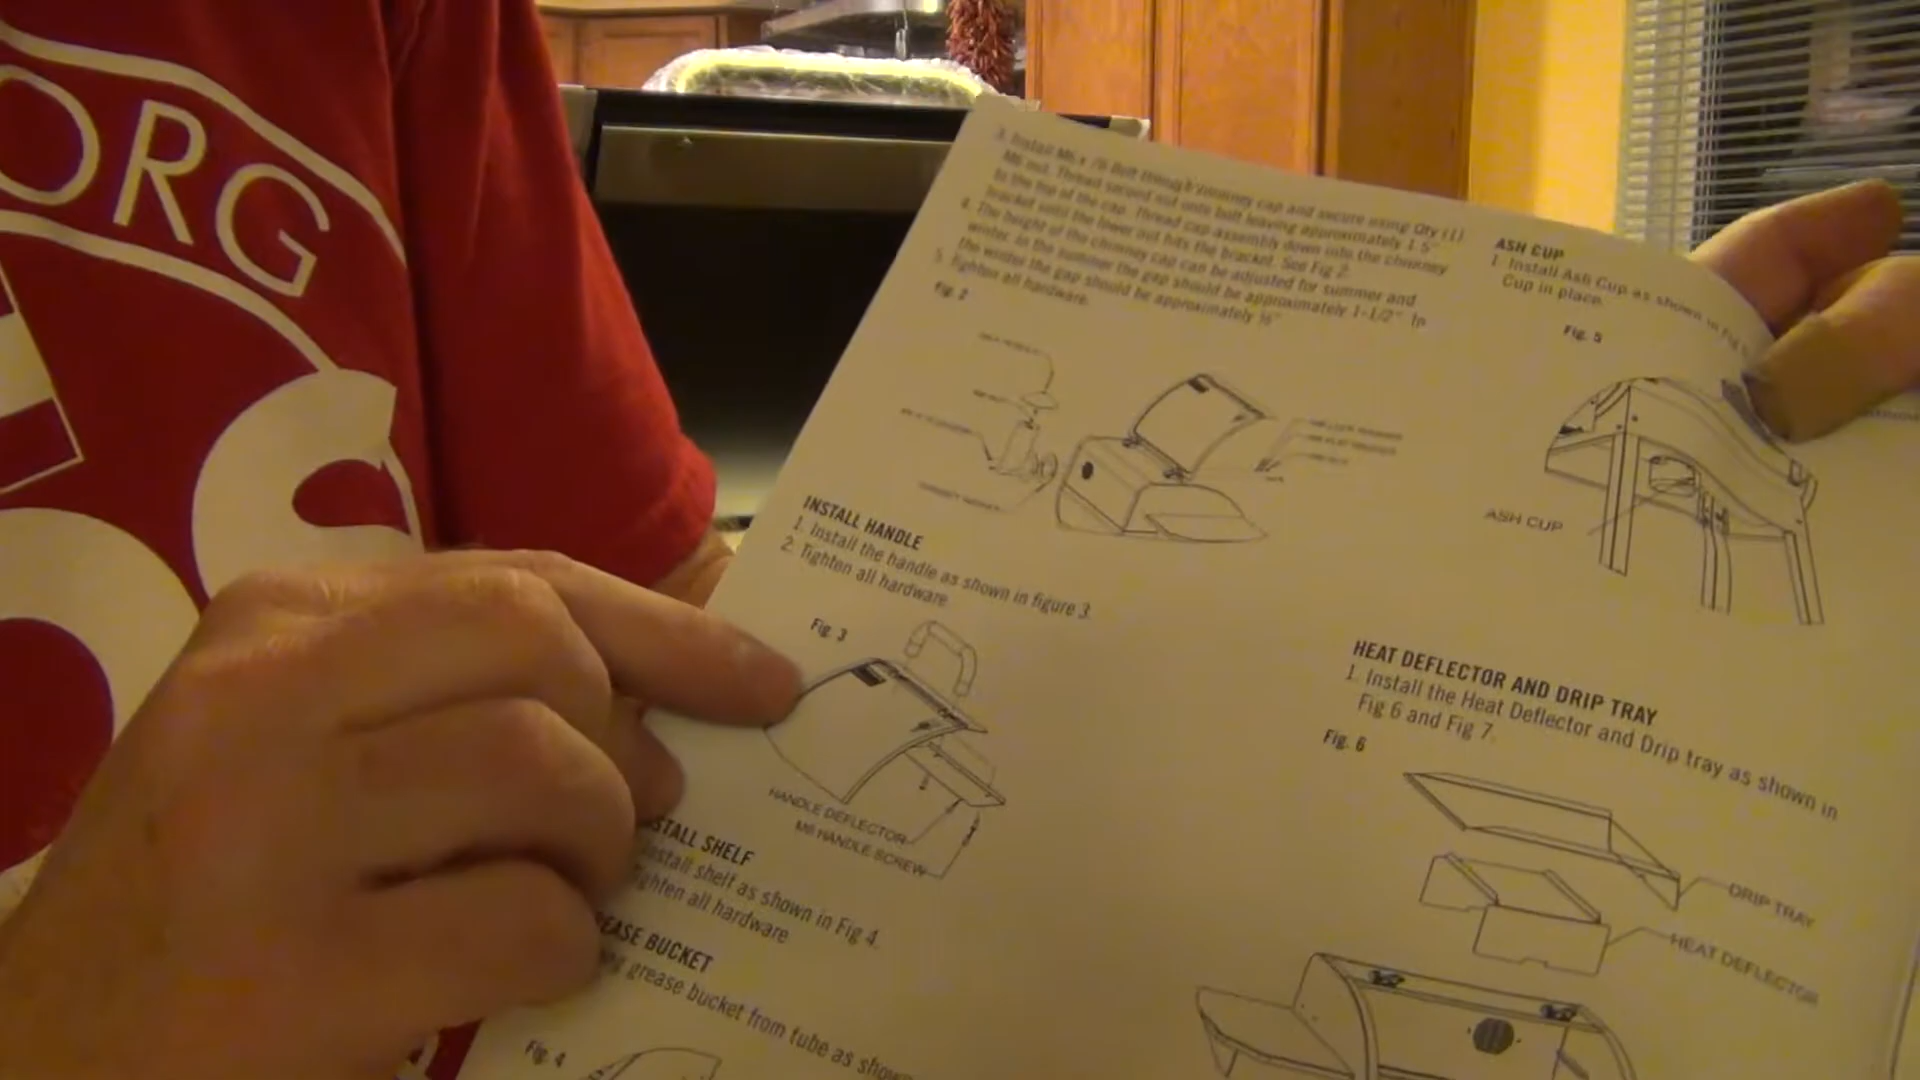 ORG
3. Install M6 x 75 Bolt through chimney cap and secure using Qty (1)
M6 nut. Thread second nut onto bolt leaving approximately 1.5"
to the top of the cap. Thread cap assembly down into the chimney
bracket until the lower nut hits the bracket. See Fig 2.
4. The height of the chimney cap can be adjusted for summer and
winter. In the summer the gap should be approximately 1-1/2" In
the winter the gap should be approximately ½"
5. Tighten all hardware.
Fig. 2
INSTALL HANDLE
1. Install the handle as shown in figure 3.
2. Tighten all hardware
Fig. 3
HANDLE DEFLECTOR
M6 HANDLE SCREW
STALL SHELF
Install shelf as shown in Fig 4.
Tighten all hardware
EASE BUCKET
grease bucket from tube as show
Fig. 4
ASH CUP
1. Install Ash Cup as shown in Fig
Cup in place.
Fig. 5
ASH CUP
HEAT DEFLECTOR AND DRIP TRAY
1. Install the Heat Deflector and Drip tray as shown in
Fig 6 and Fig 7.
Fig. 6
DRIP TRAY
HEAT DEFLECTOR